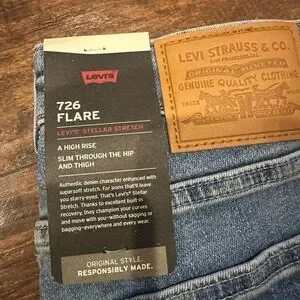 Levi's
726
FLARE
LEVI'S® STELLAR STRETCH
A HIGH RISE
SLIM THROUGH THE HIP
AND THIGH
Authentic denim character enhanced with
supersoft stretch. For jeans that'll leave
you starry-eyed. That's Levi's® Stellar
Stretch. Thanks to excellent built in
recovery, they champion your curves
and move with you–without sagging or
bagging–everywhere and every wear.
ORIGINAL STYLE
RESPONSIBLY MADE.
LEVI STRAUSS & CO.
SAN FRANCISCO, CAL.
ORIGINAL RIVETED
GENUINE QUALITY CLOTHING
TRADE